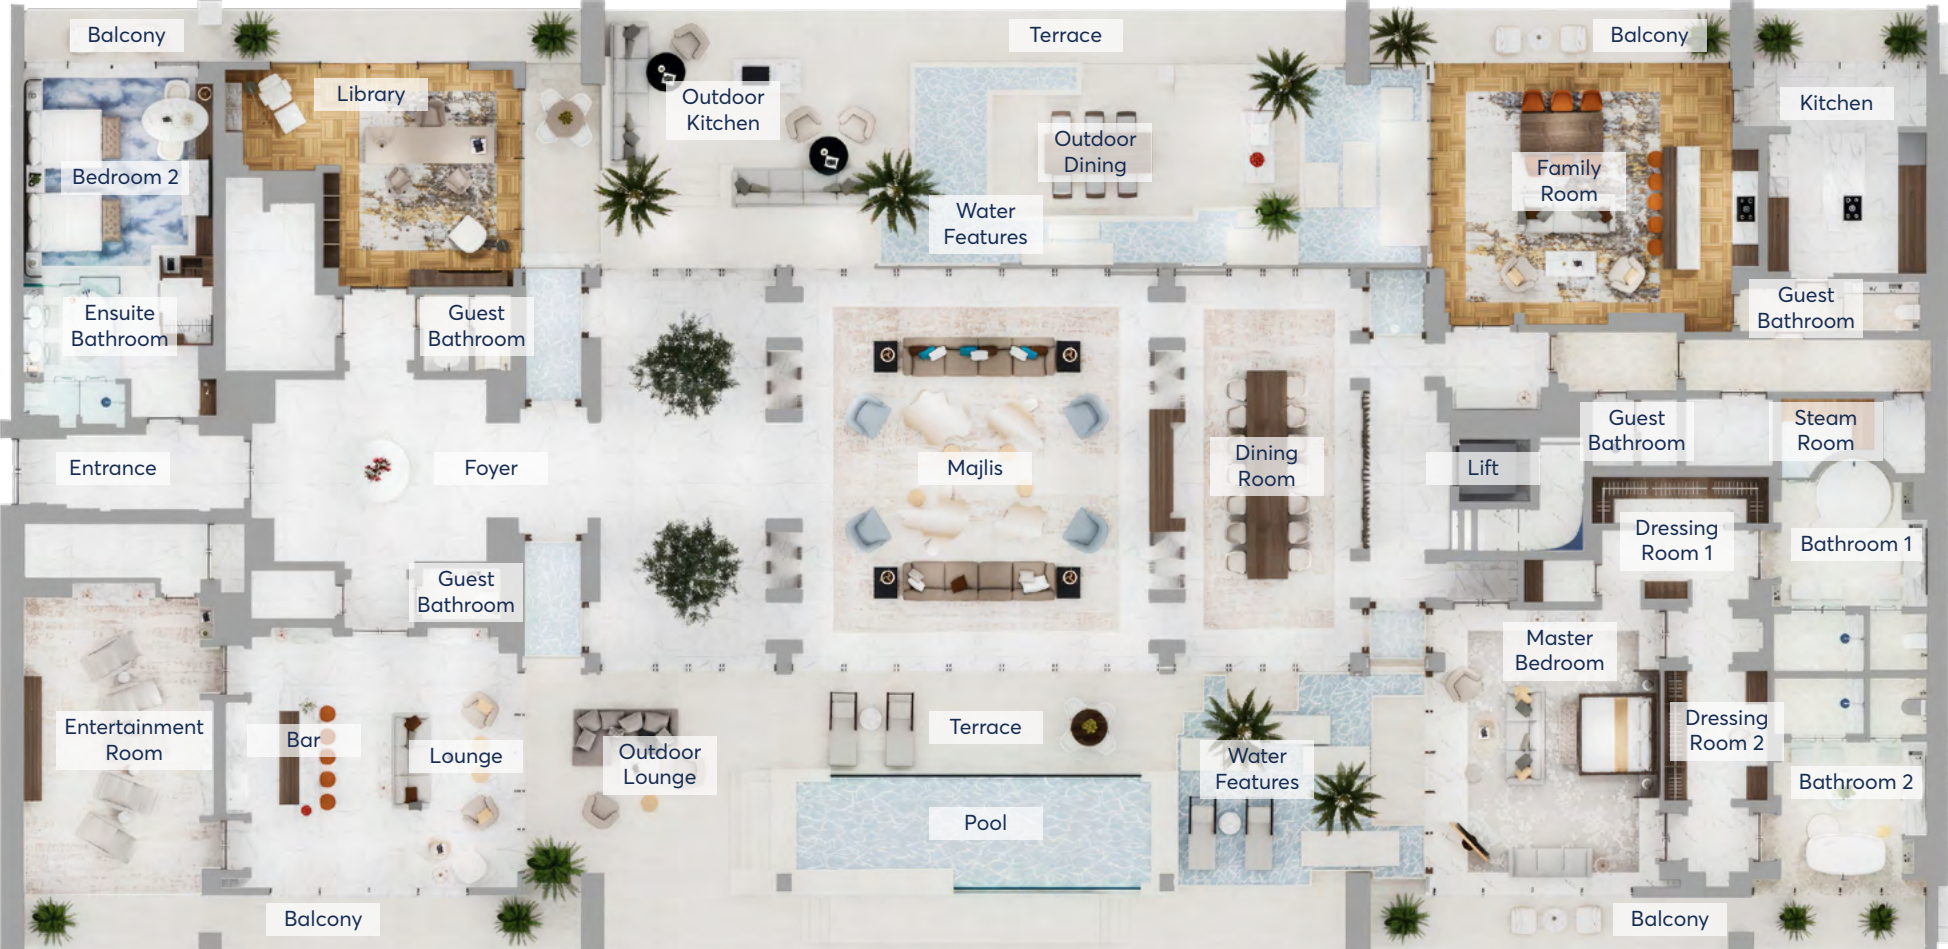 Balcony
Terrace
Balcony
Library
Outdoor
Kitchen
Kitchen
Outdoor
Dining
Family
Room
Bedroom 2
Water
Features
Ensuite
Bathroom
Guest
Bathroom
Guest
Bathroom
Guest
Bathroom
Steam
Room
Entrance
Foyer
Majlis
Dining
Room
Lift
Dressing
Room 1
Bathroom 1
Guest
Bathroom
Master
Bedroom
Entertainment
Room
Bar
Lounge
Outdoor
Lounge
Terrace
Water
Features
Dressing
Room 2
Bathroom 2
Pool
Balcony
Balcony